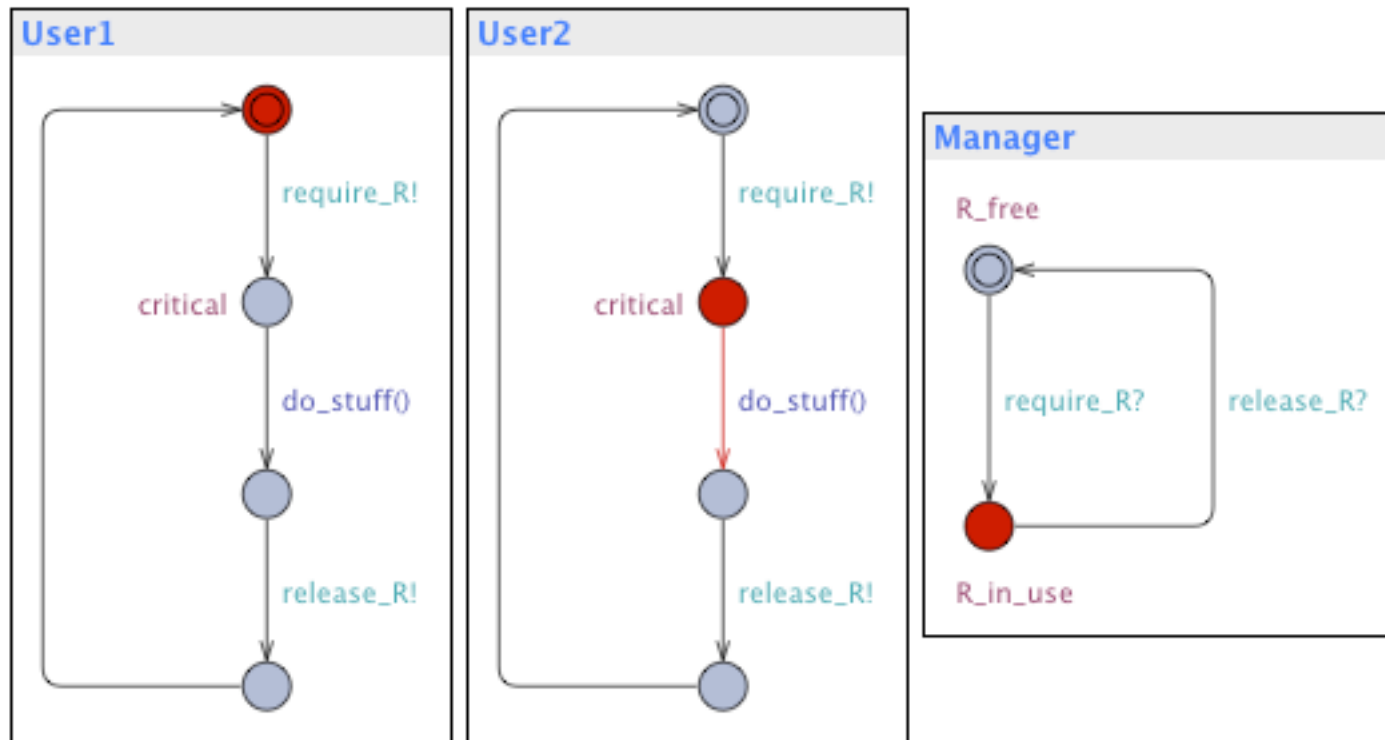 User1
require_R!
critical
do_stuff()
release_R!
User2
require_R!
critical
do_stuff()
release_R!
Manager
R_free
require_R?
release_R?
R_in_use